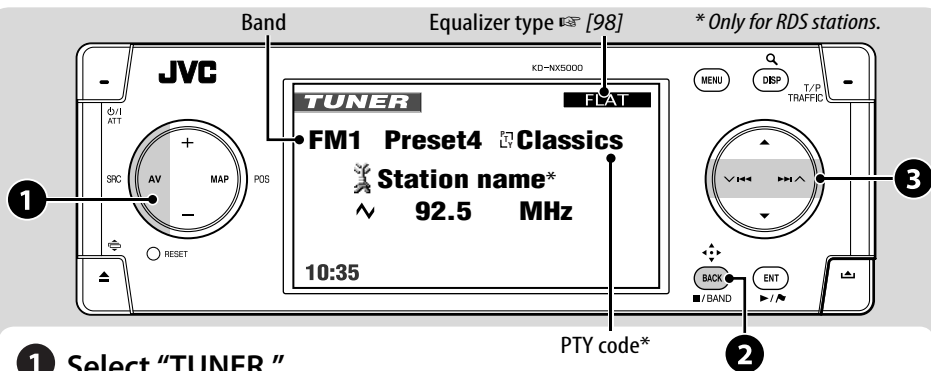 Band
Equalizer type ☞ [98]
* Only for RDS stations.
JVC
KD-NX5000
MENU
DISP
T/P
TRAFFIC
⏻/I
ATT
TUNER
FLAT
FM1 Preset4 PTY Classics
Station name*
92.5 MHz
10:35
+
SRC
AV
MAP
POS
–
RESET
1
3
BACK
ENT
■/BAND
►/
2
PTY code*
1 Select "TUNER."